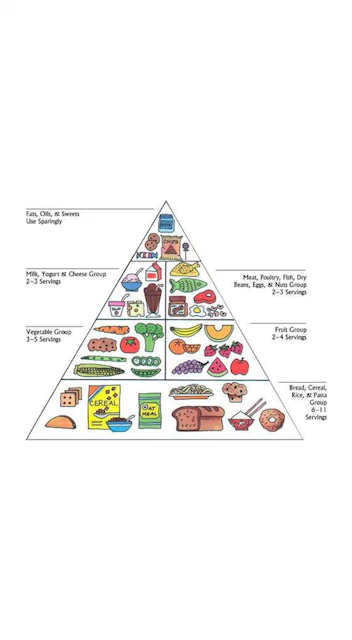 Fats, Oils, & Sweets
Use Sparingly
CHIPS
Milk, Yogurt & Cheese Group
2-3 Servings
Meat, Poultry, Fish, Dry
Beans, Eggs, & Nuts Group
2-3 Servings
Vegetable Group
3-5 Servings
Fruit Group
2-4 Servings
Bread, Cereal,
Rice, & Pasta
Group
6-11
Servings
CEREAL
OAT
MEAL